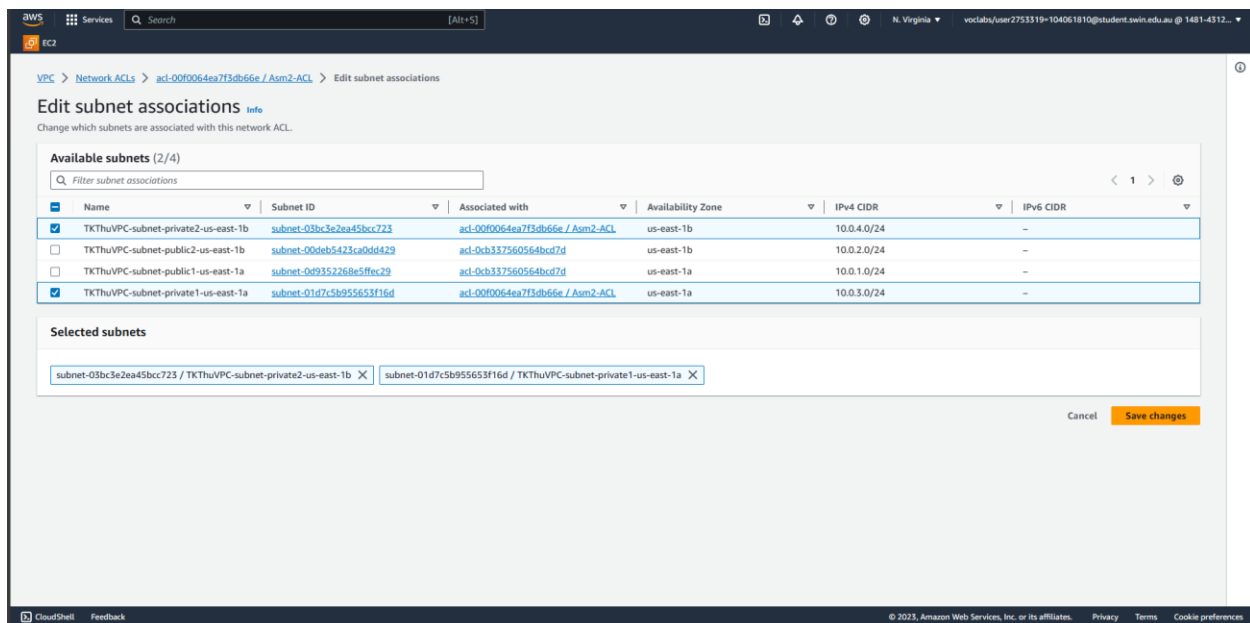 aws Services Search [Alt+S] N. Virginia voclabs/user2753319=104061810@student.swin.edu.au @ 1481-4312...
EC2
VPC > Network ACLs > acl-00f0064ea7f3db66e / Asm2-ACL > Edit subnet associations
Edit subnet associations Info
Change which subnets are associated with this network ACL.
Available subnets (2/4)
Filter subnet associations < 1 >
Name Subnet ID Associated with Availability Zone IPv4 CIDR IPv6 CIDR
TKThuVPC-subnet-private2-us-east-1b subnet-03bc3e2ea45bcc723 acl-00f0064ea7f3db66e / Asm2-ACL us-east-1b 10.0.4.0/24 –
TKThuVPC-subnet-public2-us-east-1b subnet-00deb5423ca0dd429 acl-0cb337560564bcd7d us-east-1b 10.0.2.0/24 –
TKThuVPC-subnet-public1-us-east-1a subnet-0d9352268e5ffec29 acl-0cb337560564bcd7d us-east-1a 10.0.1.0/24 –
TKThuVPC-subnet-private1-us-east-1a subnet-01d7c5b955653f16d acl-00f0064ea7f3db66e / Asm2-ACL us-east-1a 10.0.3.0/24 –
Selected subnets
subnet-03bc3e2ea45bcc723 / TKThuVPC-subnet-private2-us-east-1b X subnet-01d7c5b955653f16d / TKThuVPC-subnet-private1-us-east-1a X
Cancel Save changes
CloudShell Feedback © 2023, Amazon Web Services, Inc. or its affiliates. Privacy Terms Cookie preferences